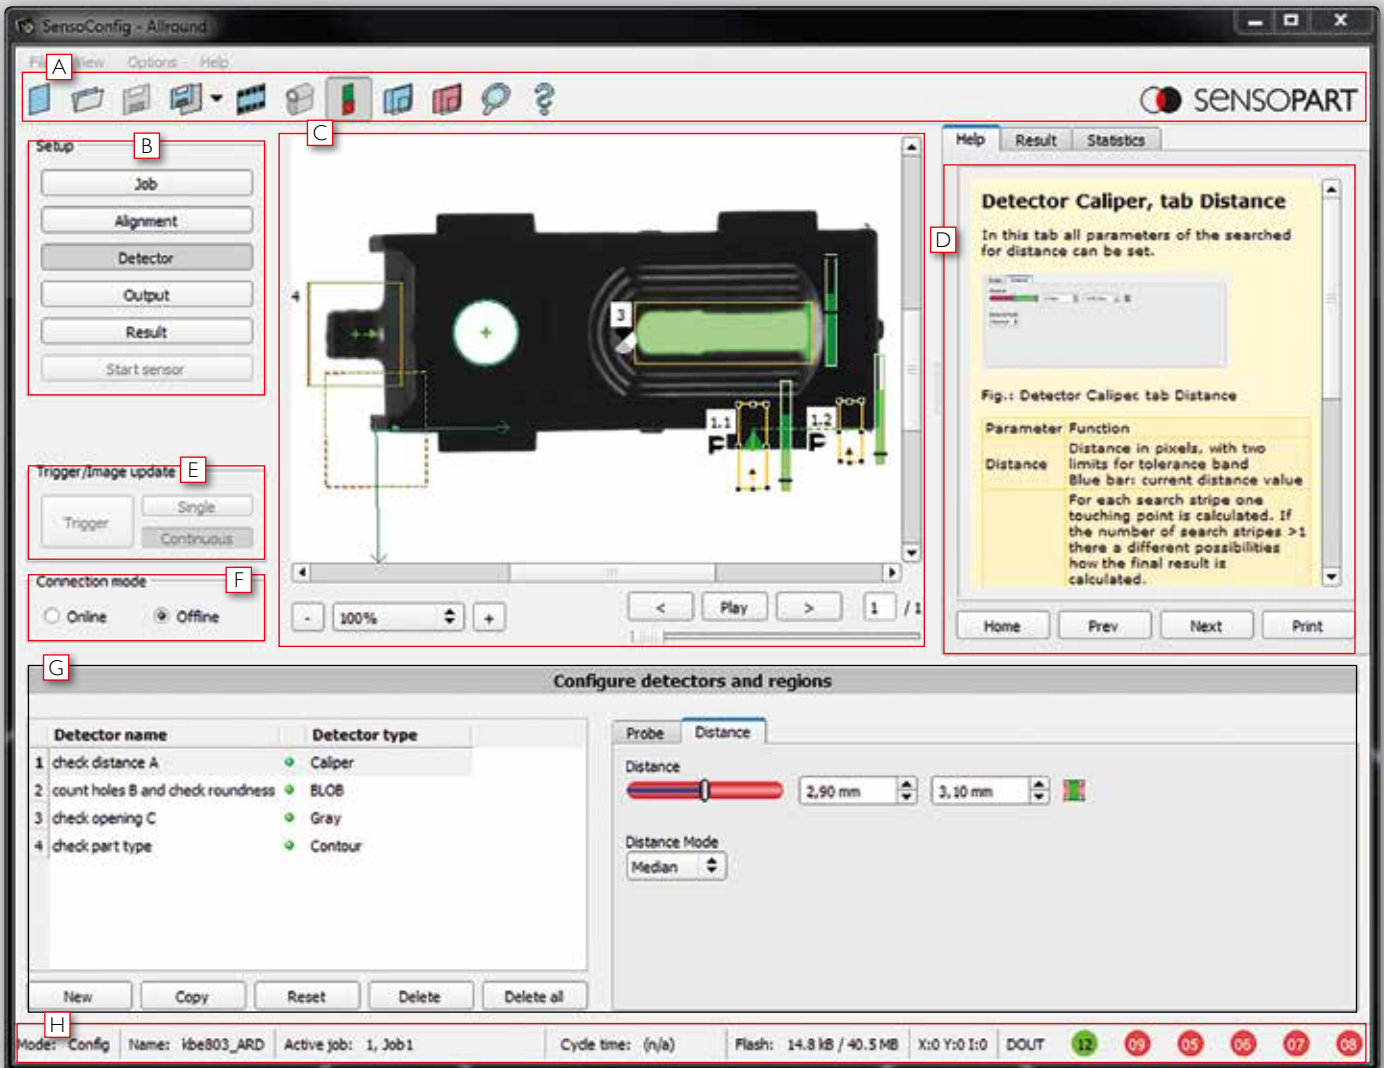 SensoConfig - Allround
File View Options Help
A
SENSOPART
B
C
Setup
Job
Alignment
Detector
Output
Result
Start sensor
E
Trigger/Image update
Trigger
Single
Continuous
F
Connection mode
Online
Offline
4
3
1.1
1.2
-
100%
+
<
Play
>
1 / 1
Help Result Statistics
D
Detector Caliper, tab Distance
In this tab all parameters of the searched
for distance can be set.
Fig.: Detector Caliper tab Distance
Parameter Function
Distance
Distance in pixels, with two
limits for tolerance band
Blue bar: current distance value
For each search stripe one
touching point is calculated. If
the number of search stripes >1
there a different possibilities
how the final result is
calculated.
Home Prev Next Print
G
Configure detectors and regions
Detector name Detector type
1 check distance A Caliper
2 count holes B and check roundness BLOB
3 check opening C Gray
4 check part type Contour
New Copy Reset Delete Delete all
Probe Distance
Distance
2,90 mm 3,10 mm
Distance Mode
Median
H
Mode: Config Name: kbe803_ARD Active job: 1, Job1 Cycle time: (n/a) Flash: 14.8 kB / 40.5 MB X:0 Y:0 I:0 DOUT 12 09 05 06 07 08